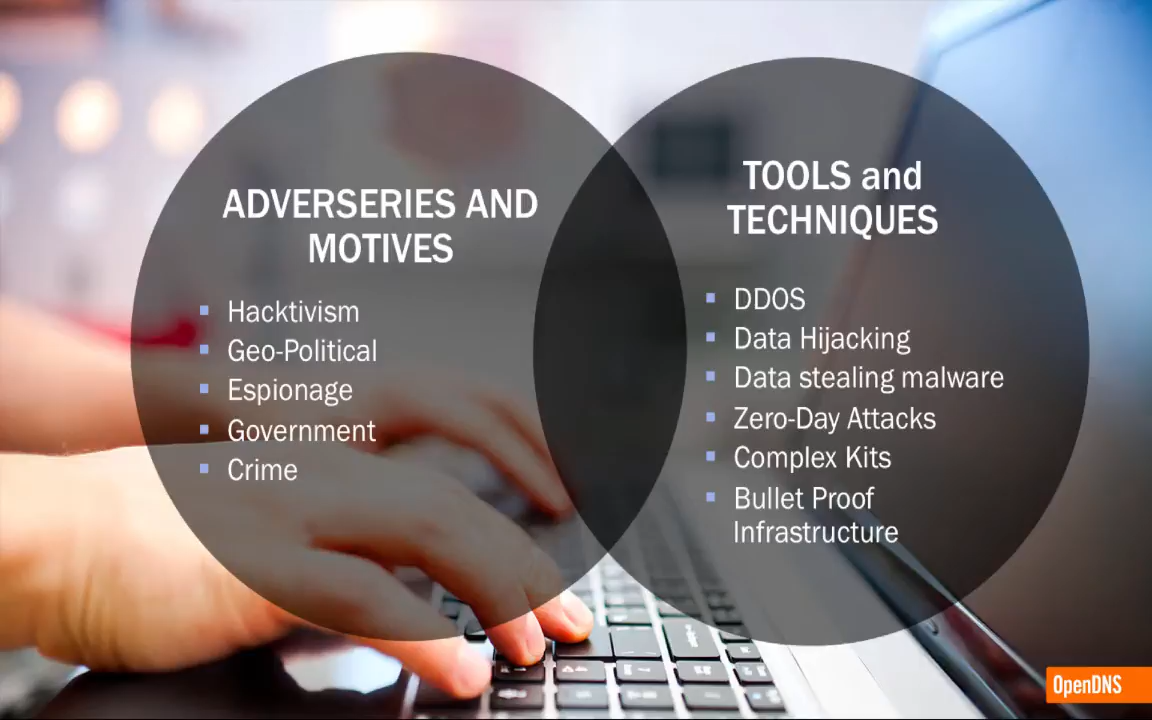 ADVERSERIES AND
MOTIVES
Hacktivism
Geo-Political
Espionage
Government
Crime
TOOLS and
TECHNIQUES
DDOS
Data Hijacking
Data stealing malware
Zero-Day Attacks
Complex Kits
Bullet Proof
Infrastructure
OpenDNS